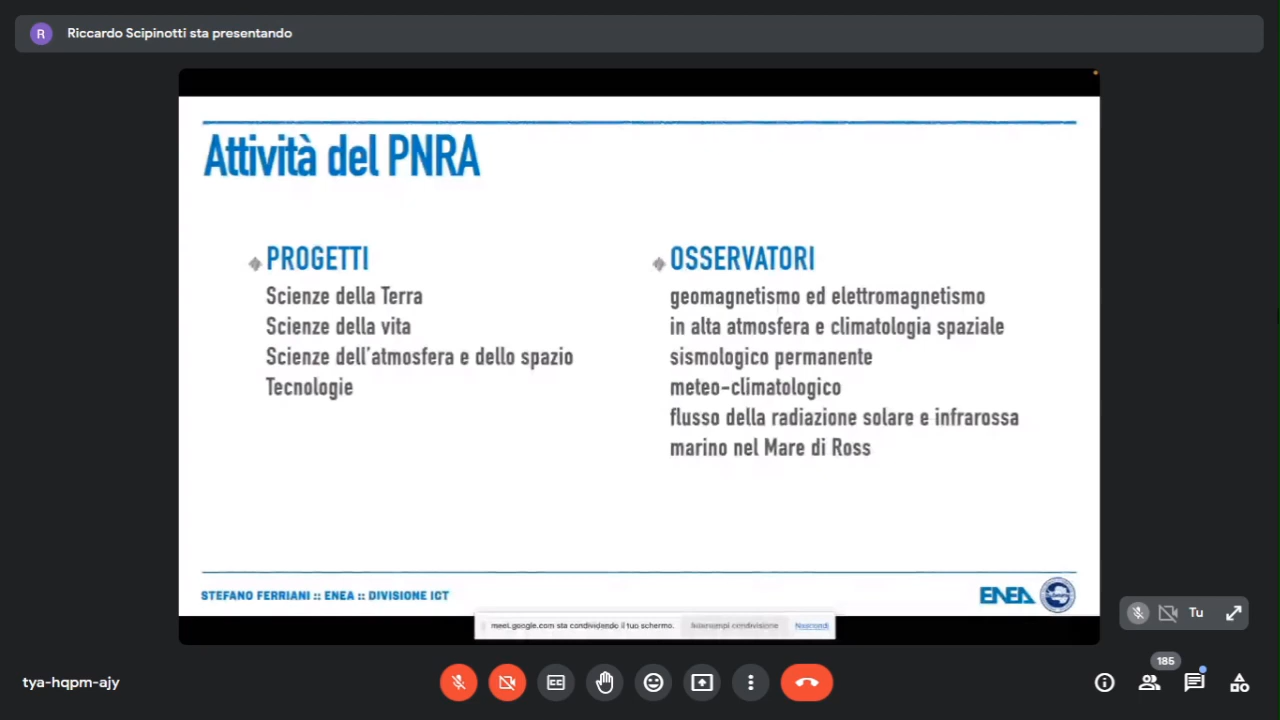 R
Riccardo Scipinotti sta presentando
Attività del PNRA
PROGETTI
Scienze della Terra
Scienze della vita
Scienze dell'atmosfera e dello spazio
Tecnologie
OSSERVATORI
geomagnetismo ed elettromagnetismo
in alta atmosfera e climatologia spaziale
sismologico permanente
meteo-climatologico
flusso della radiazione solare e infrarossa
marino nel Mare di Ross
STEFANO FERRIANI :: ENEA :: DIVISIONE ICT
ENEA
meet.google.com sta condividendo il tuo schermo.
Interrompi condivisione
Nascondi
Tu
tya-hqpm-ajy
CC
185